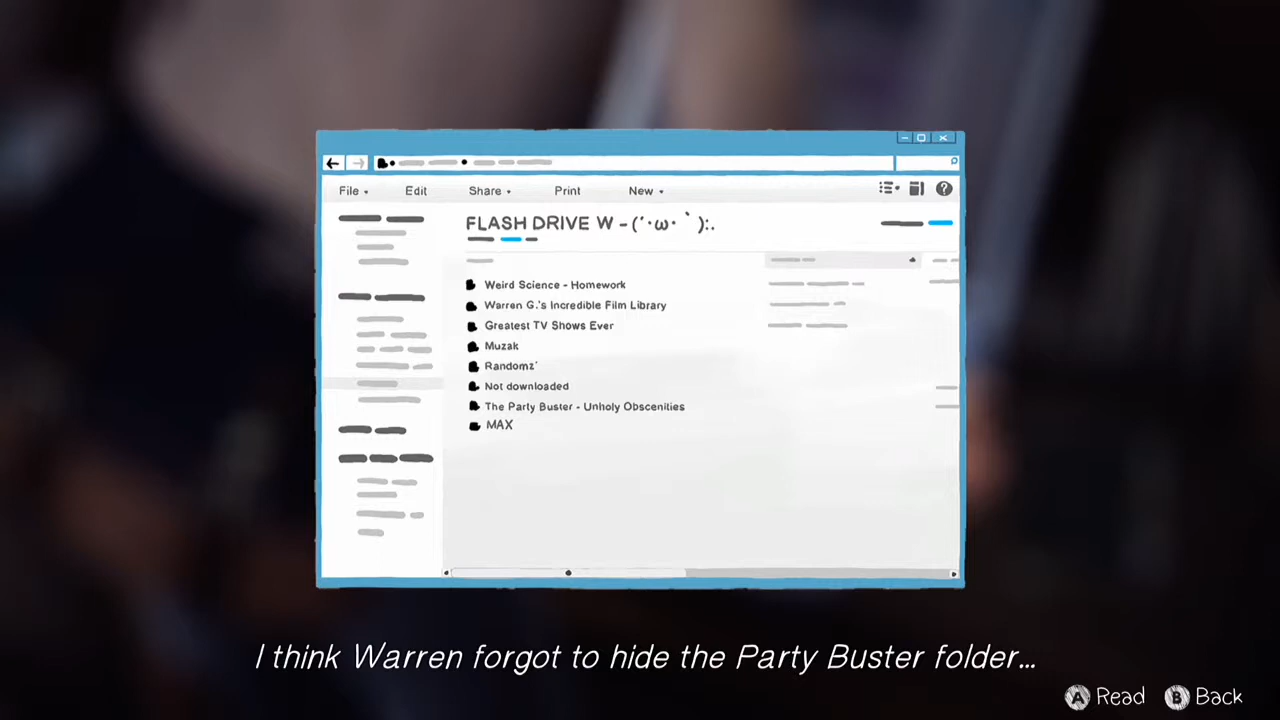 File Edit Share Print New
FLASH DRIVE W -(´･ω･`):.
Weird Science - Homework
Warren G.'s Incredible Film Library
Greatest TV Shows Ever
Muzak
Randomz'
Not downloaded
The Party Buster - Unholy Obscenities
MAX
I think Warren forgot to hide the Party Buster folder...
A Read B Back